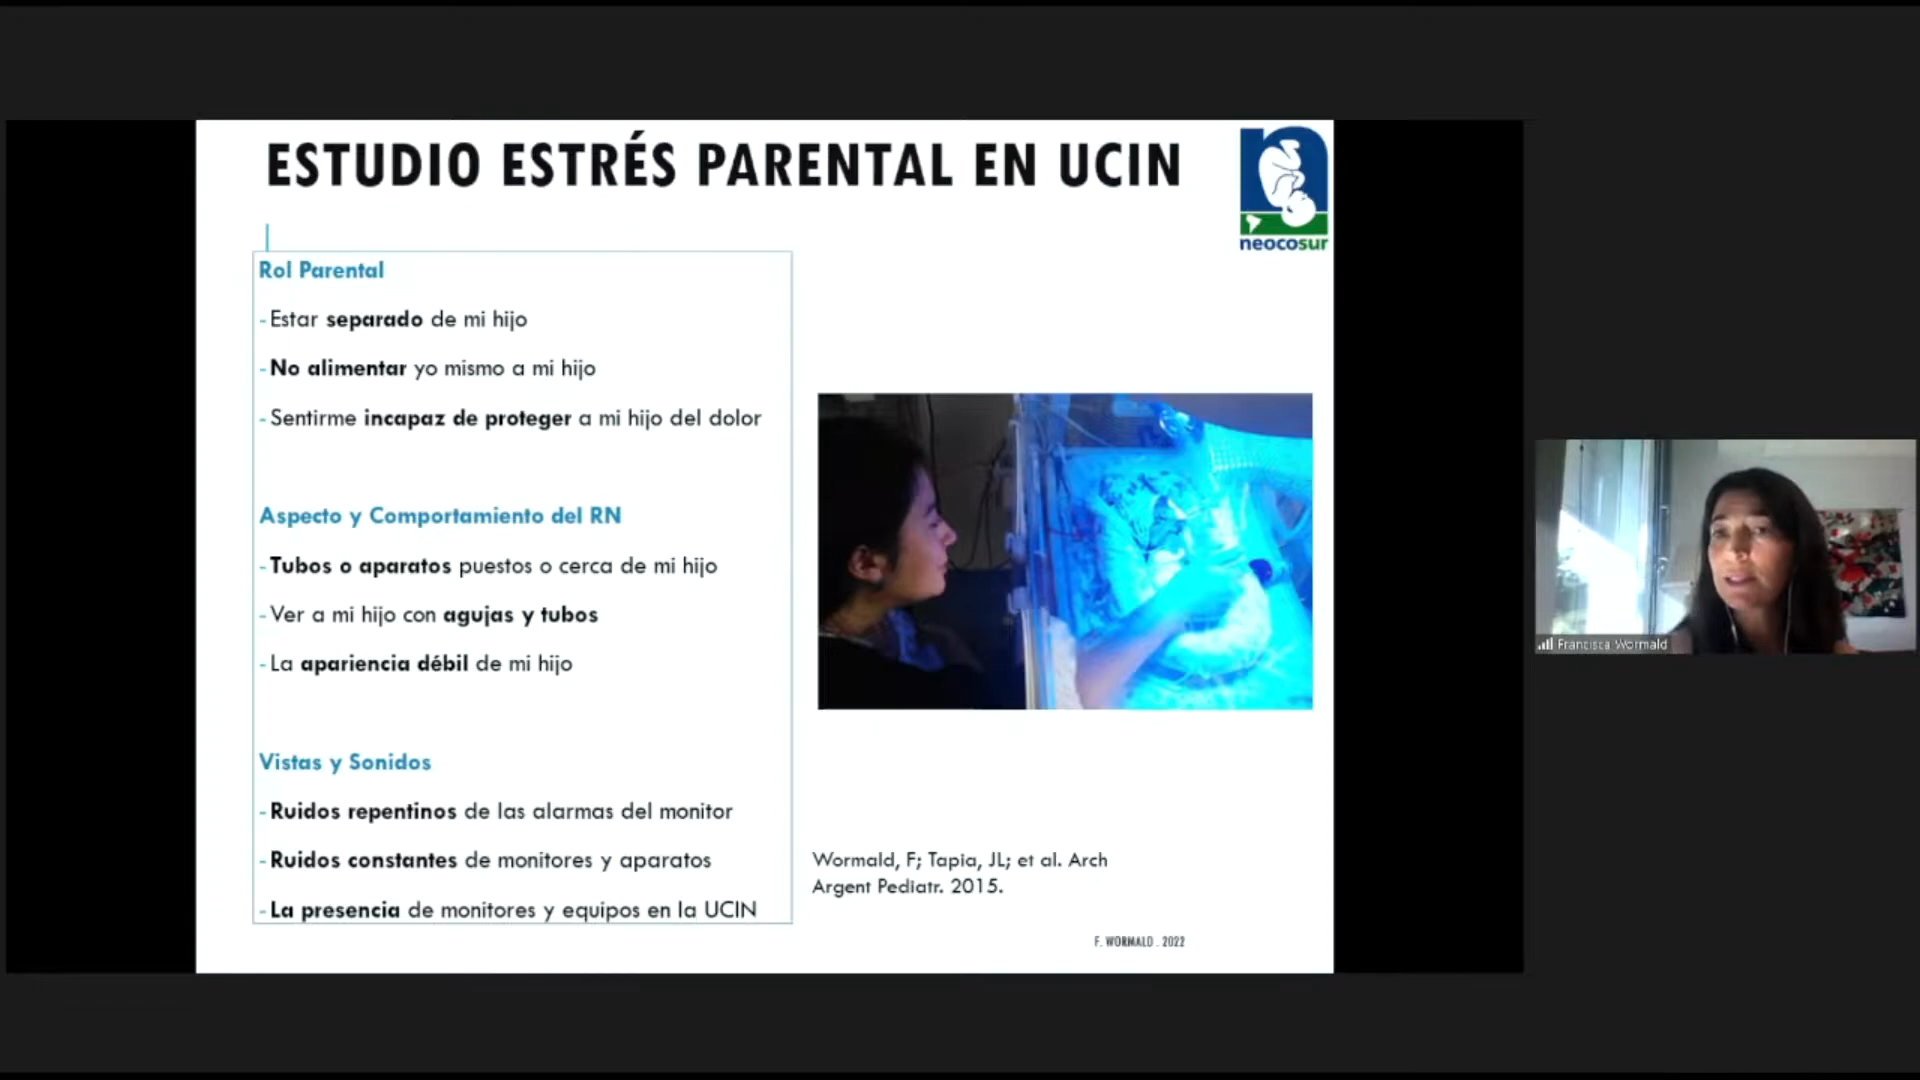 ESTUDIO ESTRÉS PARENTAL EN UCIN
neocosur
Rol Parental
- Estar separado de mi hijo
- No alimentar yo mismo a mi hijo
- Sentirme incapaz de proteger a mi hijo del dolor
Aspecto y Comportamiento del RN
- Tubos o aparatos puestos o cerca de mi hijo
- Ver a mi hijo con agujas y tubos
- La apariencia débil de mi hijo
Vistas y Sonidos
- Ruidos repentinos de las alarmas del monitor
- Ruidos constantes de monitores y aparatos
- La presencia de monitores y equipos en la UCIN
Wormald, F; Tapia, JL; et al. Arch
Argent Pediatr. 2015.
F. WORMALD . 2022
Francisca Wormald